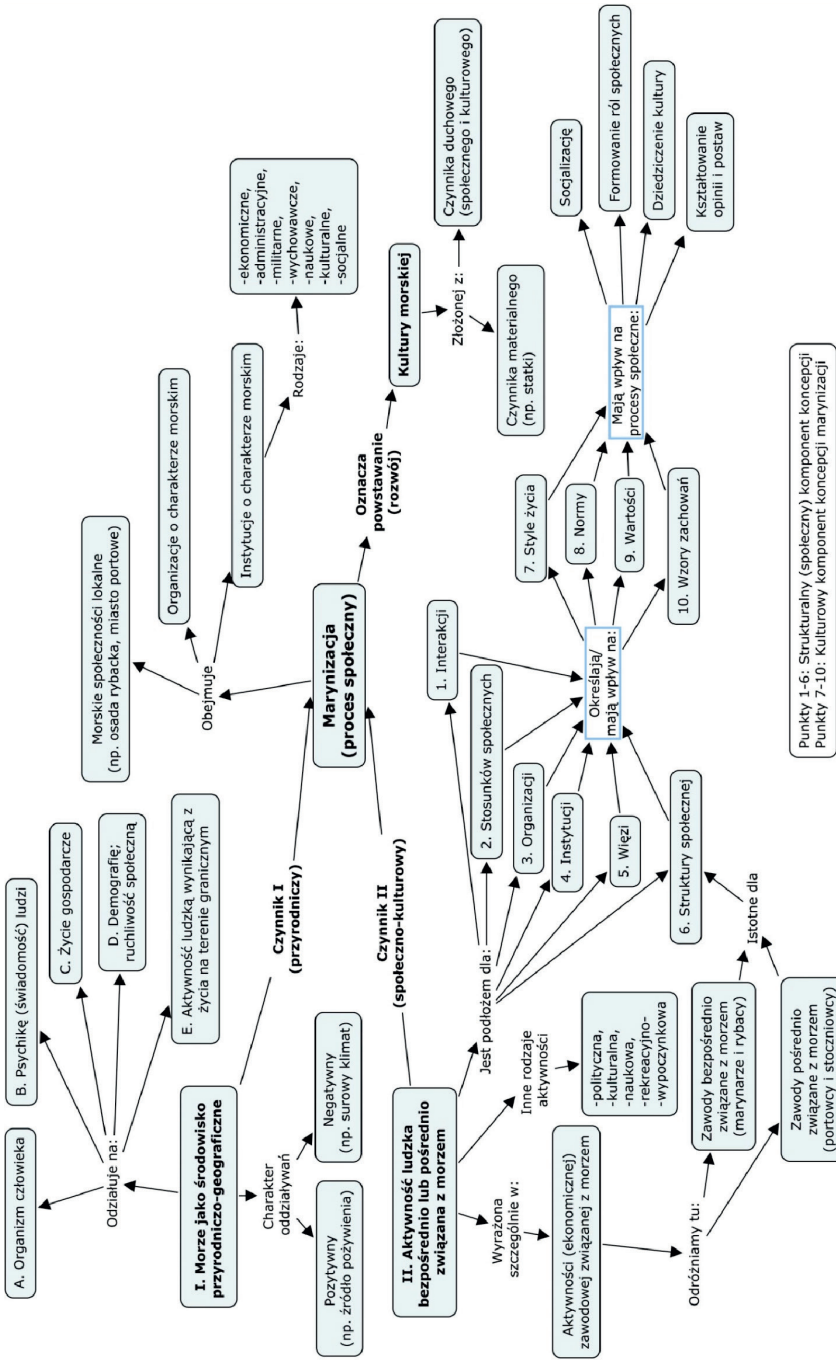 A. Organizm człowieka
B. Psychikę (świadomość) ludzi
C. Życie gospodarcze
D. Demografię;
ruchliwość społeczną
E. Aktywność ludzką wynikającą z
życia na terenie granicznym
Odziałuje na:
I. Morze jako środowisko
przyrodniczo-geograficzne
Charakter
oddziaływań
Pozytywny
(np. źródło pożywienia)
Negatywny
(np. surowy klimat)
Czynnik I
(przyrodniczy)
Morskie społeczności lokalne
(np. osada rybacka, miasto portowe)
Organizacje o charakterze morskim
Instytucje o charakterze morskim
Obejmuje
Rodzaje:
-ekonomiczne,
-administracyjne,
-militarne,
-wychowawcze,
-naukowe,
-kulturalne,
-socjalne
Marynizacja
(proces społeczny)
Oznacza
powstawanie
(rozwój)
Kultury morskiej
Złożonej z:
Czynnika materialnego
(np. statki)
Czynnika duchowego
(społecznego i kulturowego)
Czynnik II
(społeczno-kulturowy)
II. Aktywność ludzka
bezpośrednio lub pośrednio
związana z morzem
Wyrażona
szczególnie w:
Inne rodzaje
aktywności
Jest podłożem dla:
Aktywności (ekonomicznej)
zawodowej związanej z morzem
-polityczna,
-kulturalna,
-naukowa,
-rekreacyjno-
-wypoczynkowa
Odróżniamy tu:
Zawody bezpośrednio
związane z morzem
(marynarze i rybacy)
Zawody pośrednio
związane z morzem
(portowcy i stoczniowcy)
Istotne dla
1. Interakcji
2. Stosunków społecznych
3. Organizacji
4. Instytucji
5. Więzi
6. Struktury społecznej
Określają/
mają wpływ na:
7. Style życia
8. Normy
9. Wartości
10. Wzory zachowań
Mają wpływ na
procesy społeczne:
Socjalizację
Formowanie ról społecznych
Dziedziczenie kultury
Kształtowanie
opinii i postaw
Punkty 1-6: Strukturalny (społeczny) komponent koncepcji
Punkty 7-10: Kulturowy komponent koncepcji marynizacji